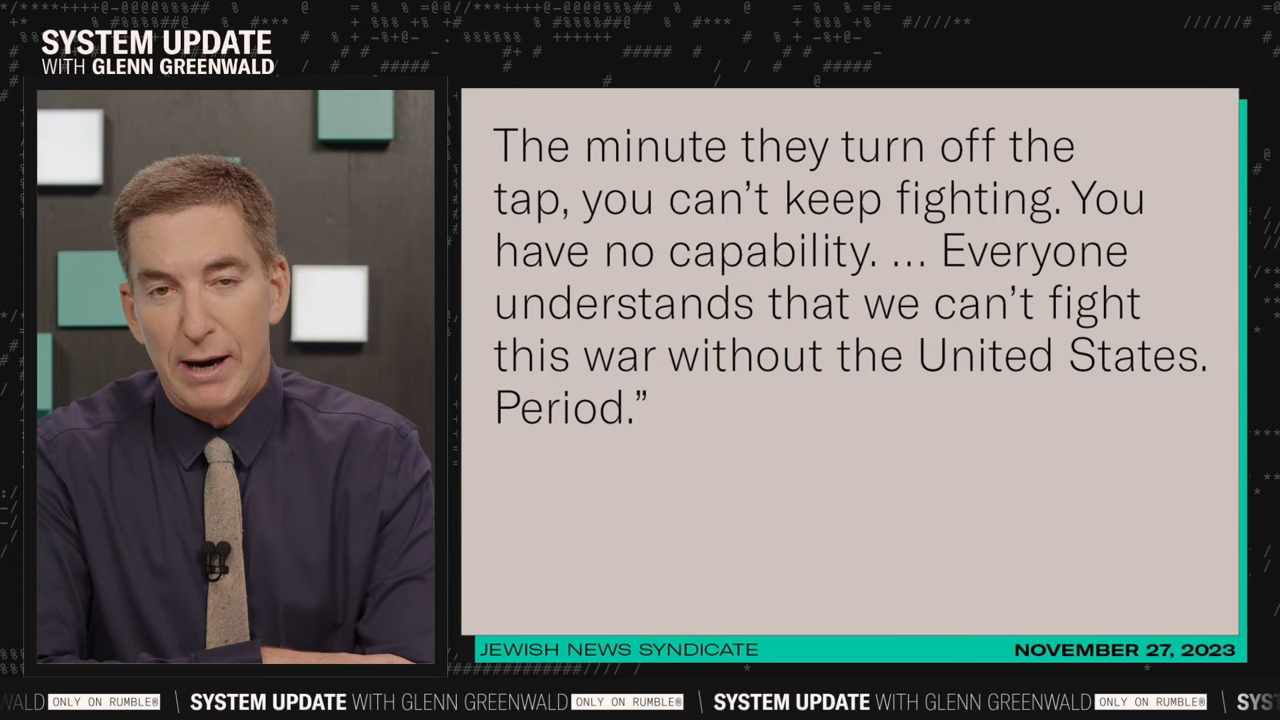 SYSTEM UPDATE
WITH GLENN GREENWALD
The minute they turn off the
tap, you can’t keep fighting. You
have no capability. ... Everyone
understands that we can’t fight
this war without the United States.
Period.”
JEWISH NEWS SYNDICATE
NOVEMBER 27, 2023
WALD ONLY ON RUMBLE® \ SYSTEM UPDATE WITH GLENN GREENWALD ONLY ON RUMBLE® \ SYSTEM UPDATE WITH GLENN GREENWALD ONLY ON RUMBLE® \ SYS